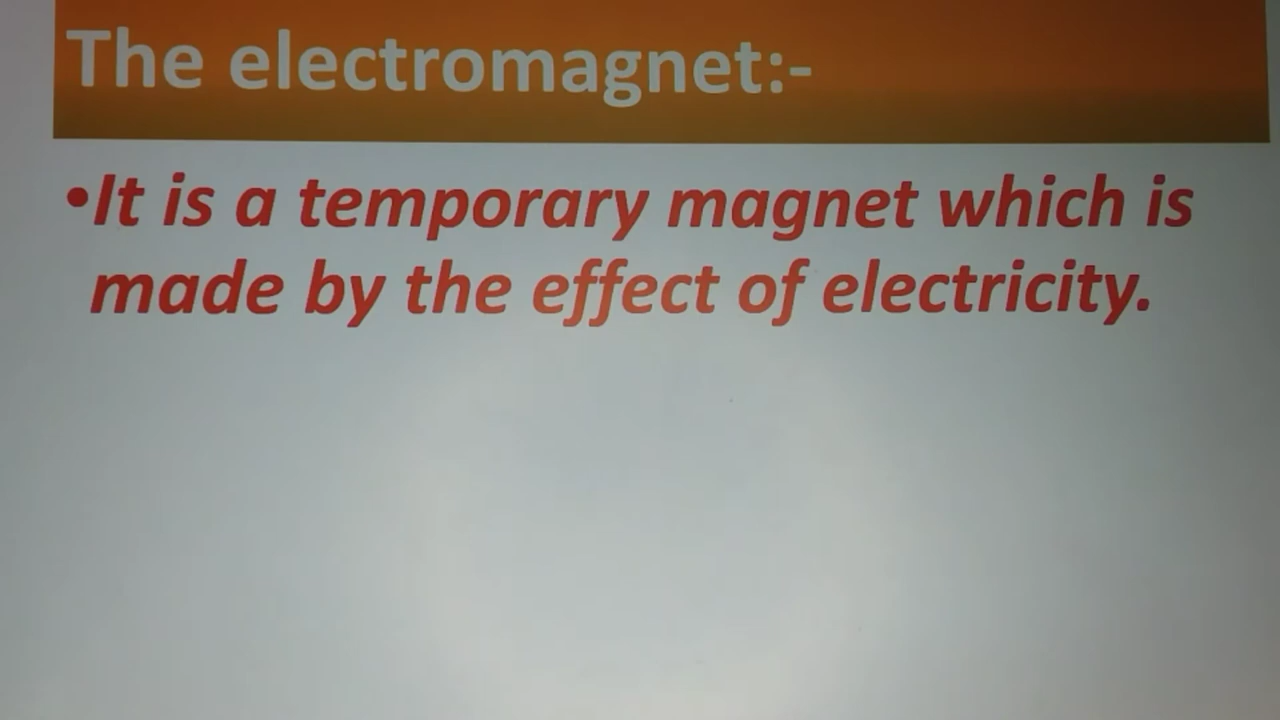 The electromagnet:-
•It is a temporary magnet which is
made by the effect of electricity.